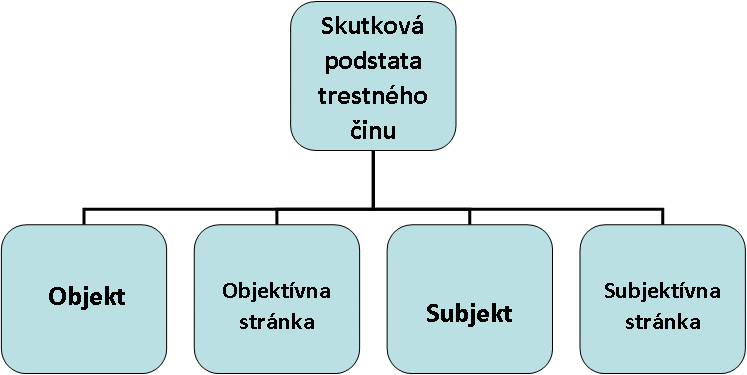 Skutková
podstata
trestného
činu
Objekt
Objektívna
stránka
Subjekt
Subjektívna
stránka